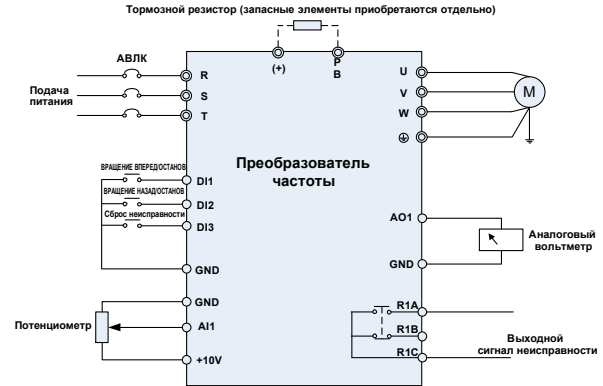 Тормозной резистор (запасные элементы приобретаются отдельно)
АВЛК
(+)
P
B
R
S
T
Подача
питания
U
V
W
M
Преобразователь
частоты
ВРАЩЕНИЕ ВПЕРЕД/ОСТАНОВ
DI1
ВРАЩЕНИЕ НАЗАД/ОСТАНОВ
DI2
Сброс неисправности
DI3
GND
AO1
GND
Аналоговый
вольтметр
GND
Потенциометр
AI1
+10V
R1A
R1B
R1C
Выходной
сигнал неисправности